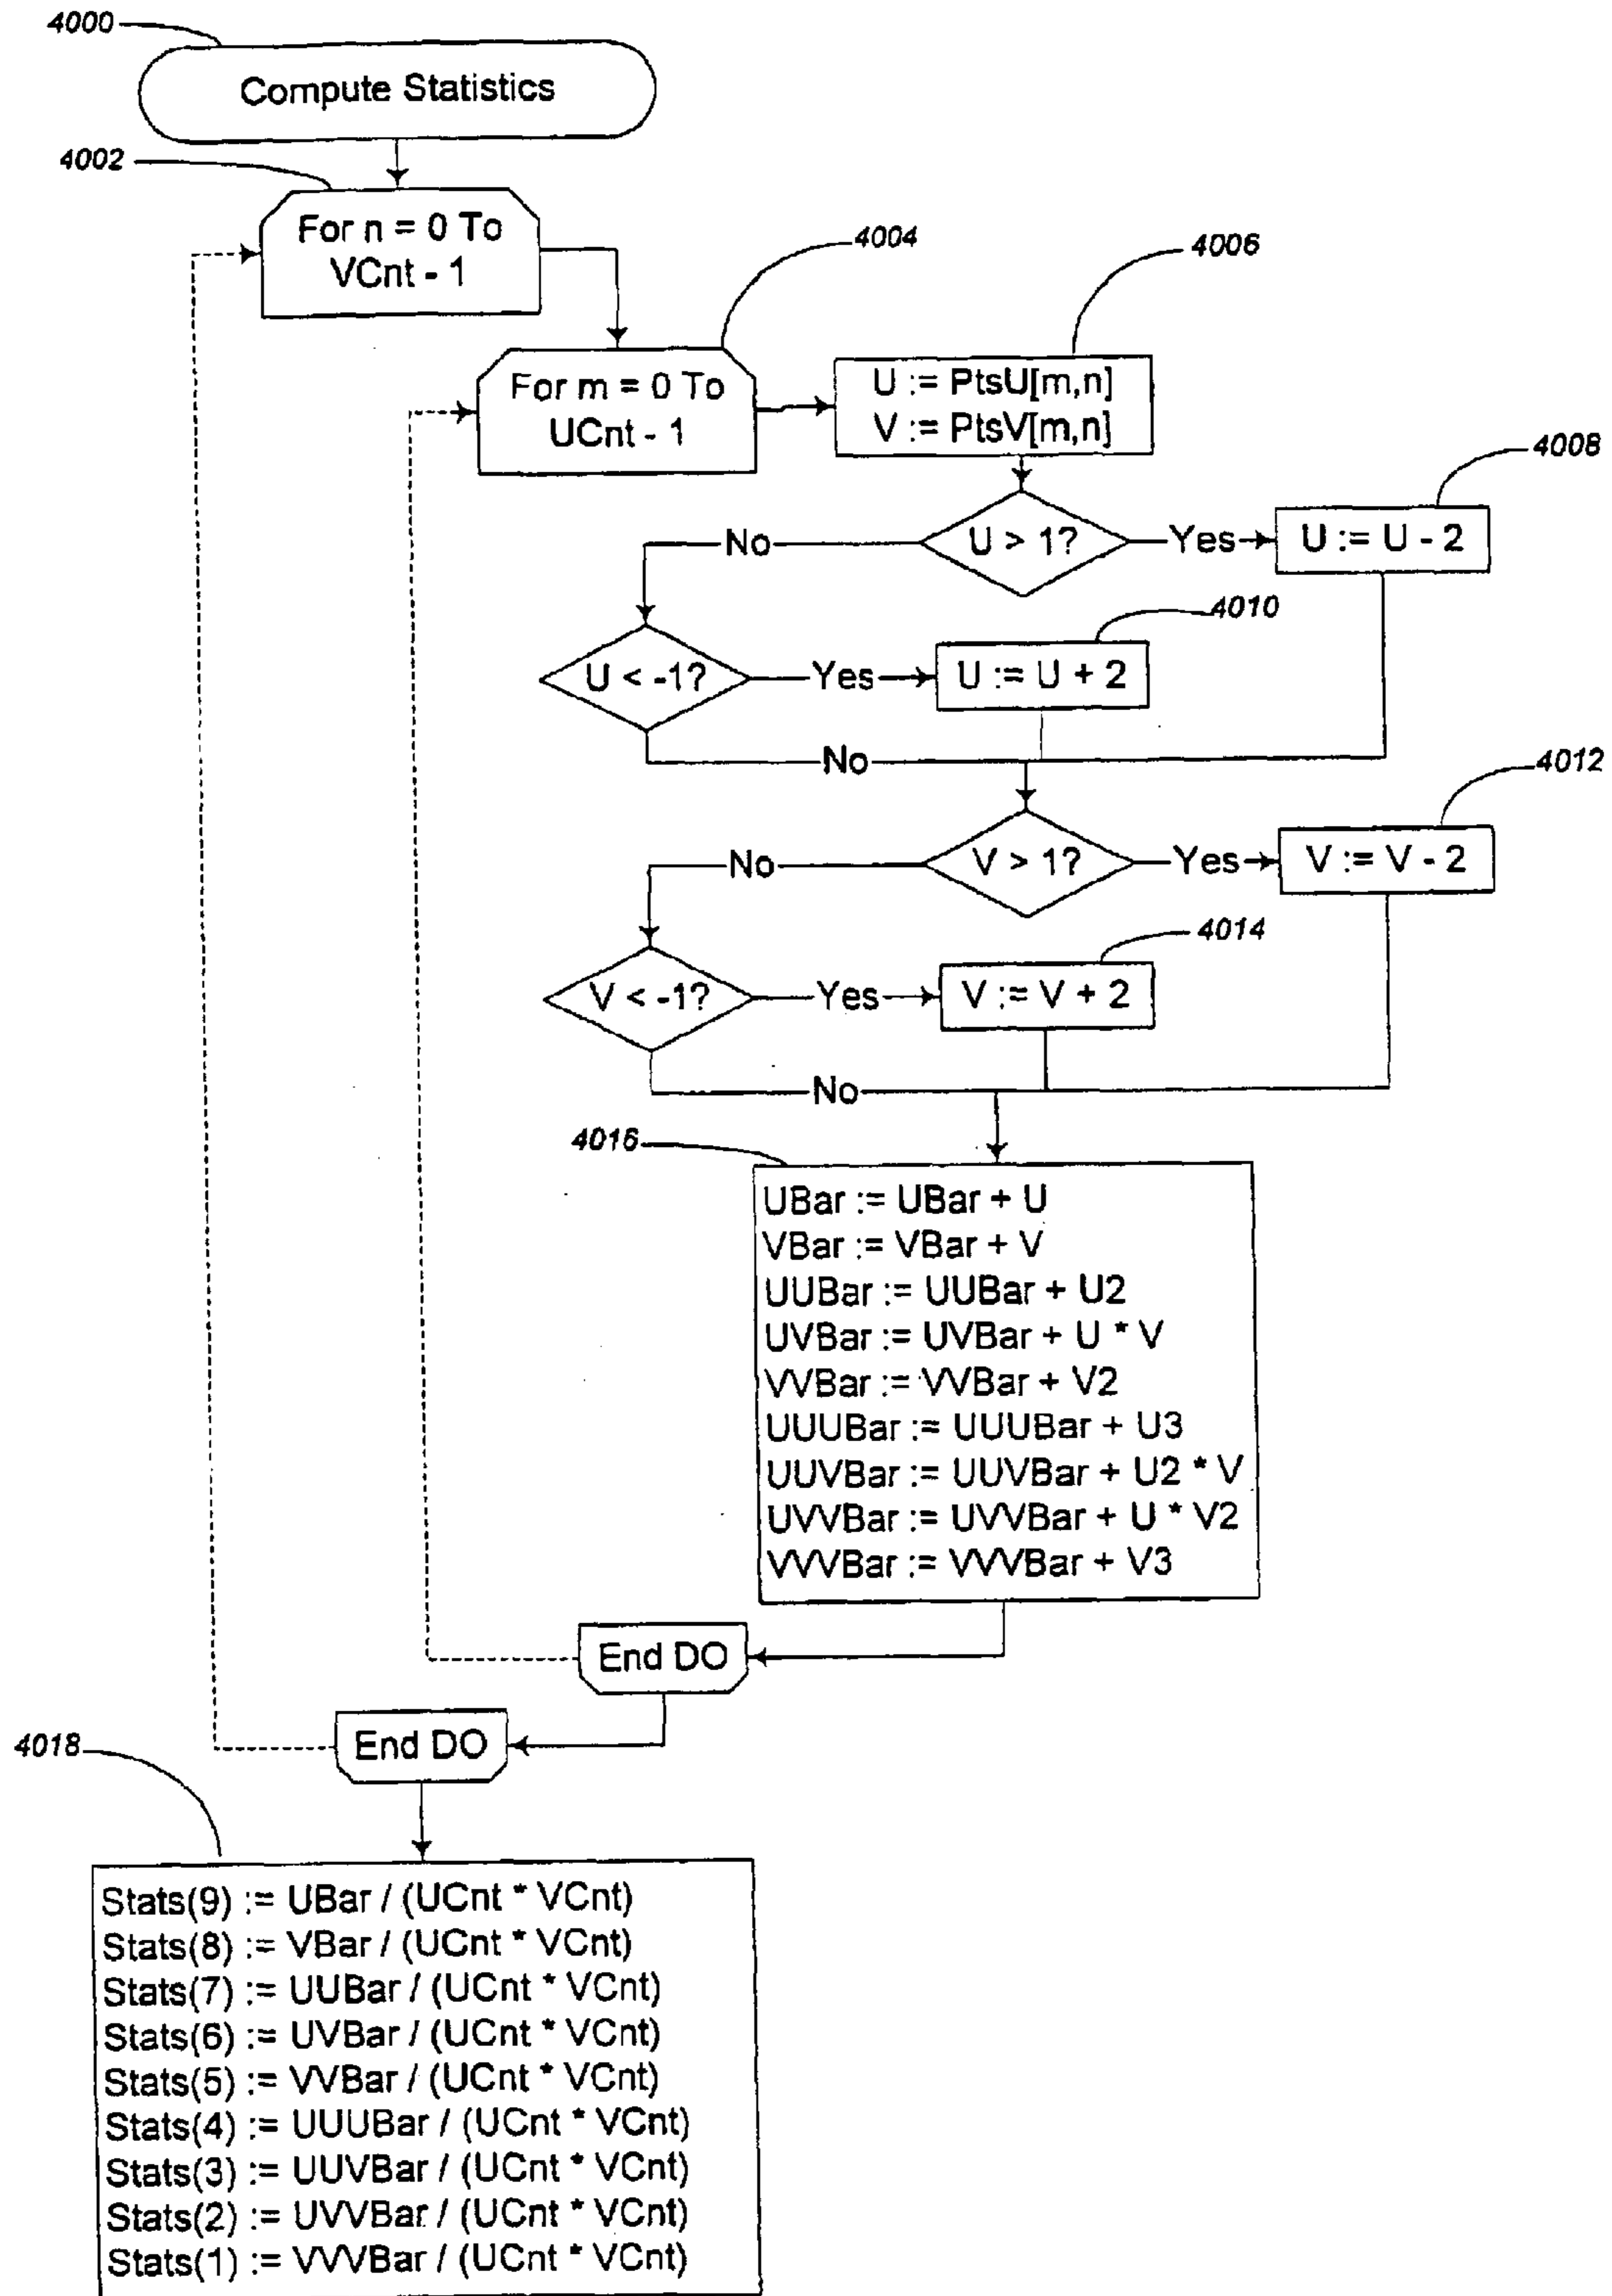 4000
Compute Statistics
4002
For n = 0 To
VCnt - 1
4004
For m = 0 To
UCnt - 1
4006
U := PtsU[m,n]
V := PtsV[m,n]
4008
U > 1?
No
Yes
U := U - 2
4010
U < -1?
Yes
U := U + 2
No
4012
V > 1?
No
Yes
V := V - 2
4014
V < -1?
Yes
V := V + 2
No
4016
UBar := UBar + U
VBar := VBar + V
UUBar := UUBar + U2
UVBar := UVBar + U * V
VVBar := VVBar + V2
UUUBar := UUUBar + U3
UUVBar := UUVBar + U2 * V
UVVBar := UVVBar + U * V2
VVVBar := VVVBar + V3
End DO
End DO
4018
Stats(9) := UBar / (UCnt * VCnt)
Stats(8) := VBar / (UCnt * VCnt)
Stats(7) := UUBar / (UCnt * VCnt)
Stats(6) := UVBar / (UCnt * VCnt)
Stats(5) := VVBar / (UCnt * VCnt)
Stats(4) := UUUBar / (UCnt * VCnt)
Stats(3) := UUVBar / (UCnt * VCnt)
Stats(2) := UVVBar / (UCnt * VCnt)
Stats(1) := VVVBar / (UCnt * VCnt)